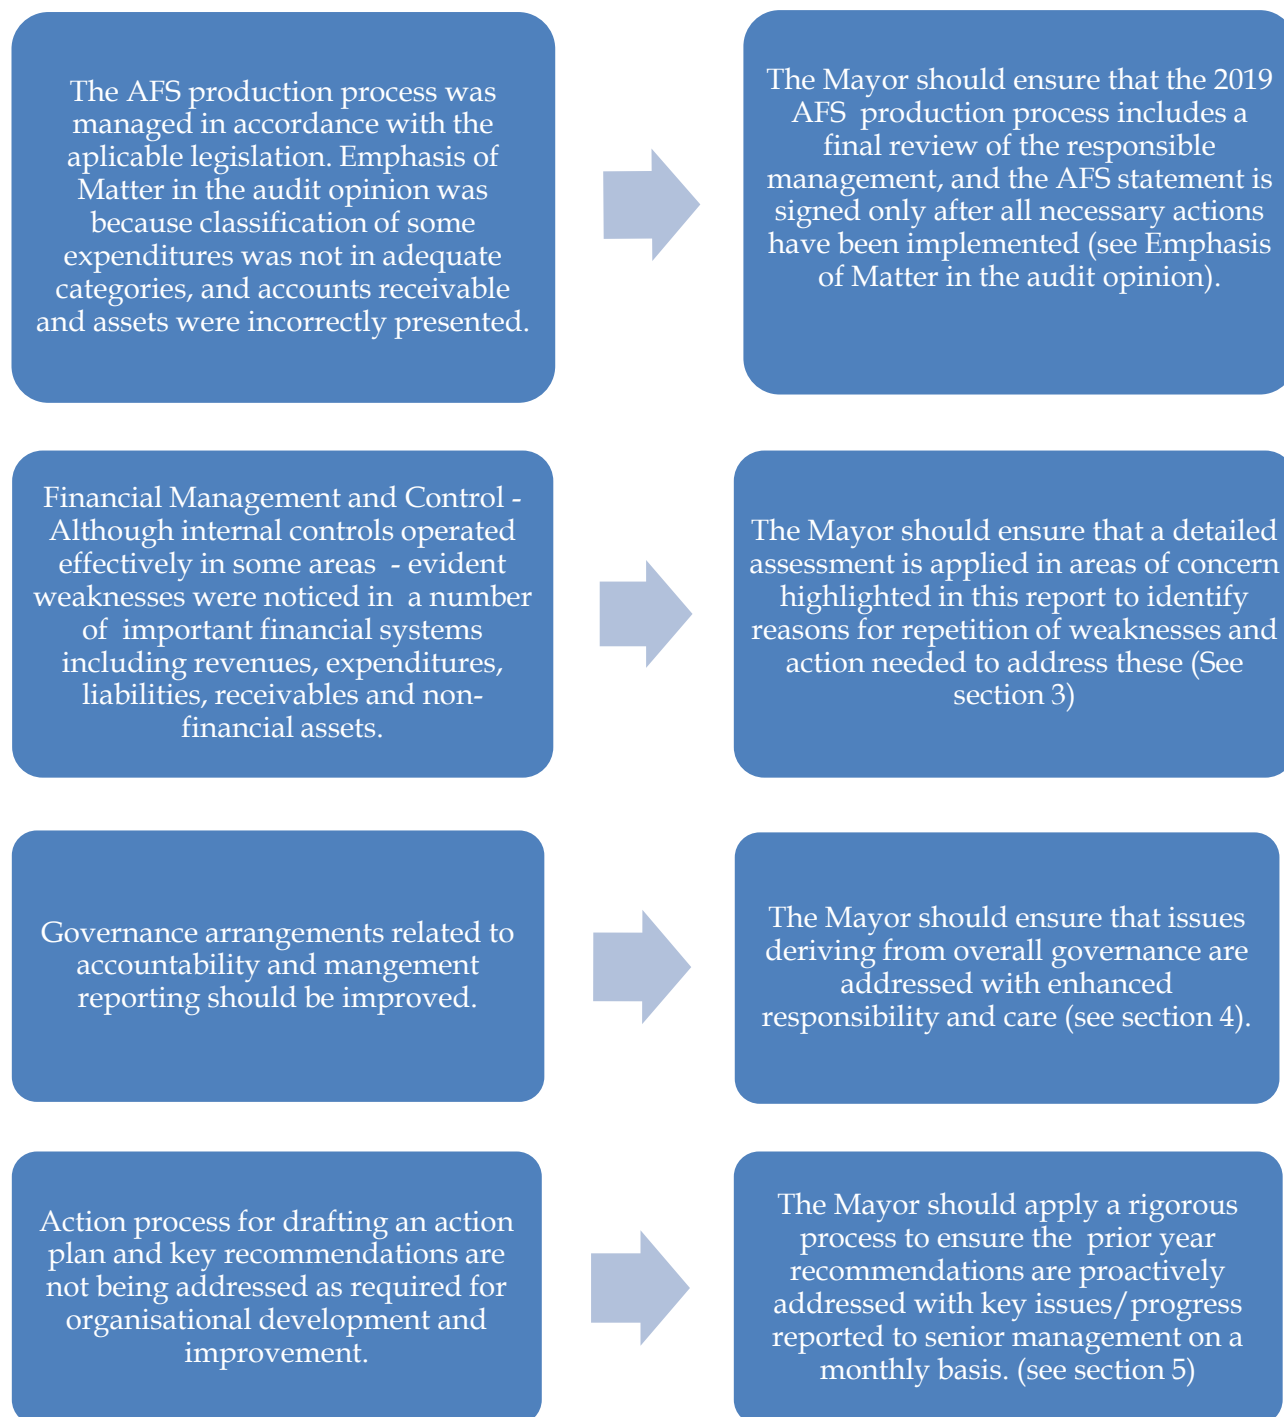 The AFS production process was
managed in accordance with the
aplicable legislation. Emphasis of
Matter in the audit opinion was
because classification of some
expenditures was not in adequate
categories, and accounts receivable
and assets were incorrectly presented.
The Mayor should ensure that the 2019
AFS production process includes a
final review of the responsible
management, and the AFS statement is
signed only after all necessary actions
have been implemented (see Emphasis
of Matter in the audit opinion).
Financial Management and Control -
Although internal controls operated
effectively in some areas - evident
weaknesses were noticed in a number
of important financial systems
including revenues, expenditures,
liabilities, receivables and non-
financial assets.
The Mayor should ensure that a detailed
assessment is applied in areas of concern
highlighted in this report to identify
reasons for repetition of weaknesses and
action needed to address these (See
section 3)
Governance arrangements related to
accountability and mangement
reporting should be improved.
The Mayor should ensure that issues
deriving from overall governance are
addressed with enhanced
responsibility and care (see section 4).
Action process for drafting an action
plan and key recommendations are
not being addressed as required for
organisational development and
improvement.
The Mayor should apply a rigorous
process to ensure the prior year
recommendations are proactively
addressed with key issues/progress
reported to senior management on a
monthly basis. (see section 5)